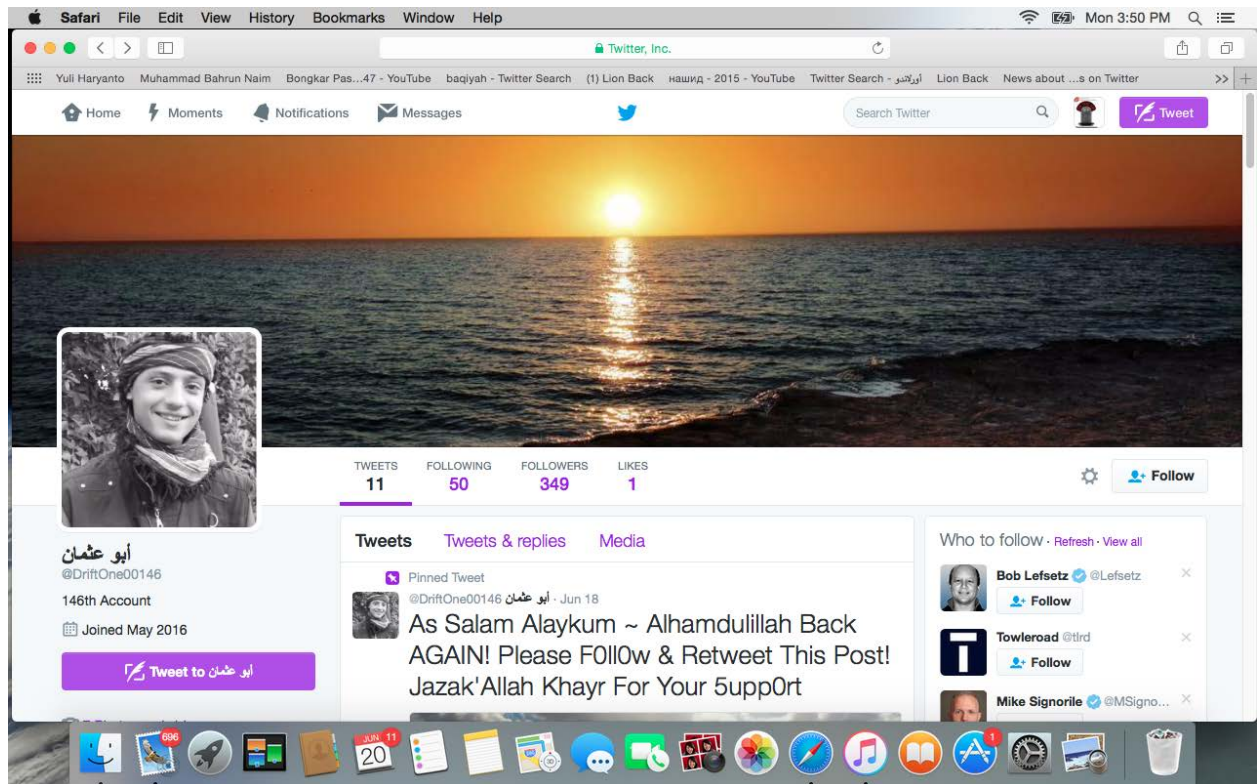 Safari File Edit View History Bookmarks Window Help Mon 3:50 PM
Twitter, Inc.
Yuli Haryanto Muhammad Bahrun Naim Bongkar Pas...47 - YouTube baqiyah - Twitter Search (1) Lion Back нашид - 2015 - YouTube Twitter Search - أورلاندو Lion Back News about ...s on Twitter >>
Home Moments Notifications Messages Search Twitter Tweet
TWEETS FOLLOWING FOLLOWERS LIKES
11 50 349 1
Follow
أبو عثمان
@DriftOne00146
146th Account
Joined May 2016
Tweet to أبو عثمان
Tweets Tweets & replies Media
Pinned Tweet
@DriftOne00146 أبو عثمان · Jun 18
As Salam Alaykum ~ Alhamdulillah Back
AGAIN! Please F0ll0w & Retweet This Post!
Jazak'Allah Khayr For Your 5upp0rt
Who to follow · Refresh · View all
Bob Lefsetz @Lefsetz
Follow
Towleroad @tlrd
Follow
Mike Signorile @MSigno...
696
JUN 11
20
1